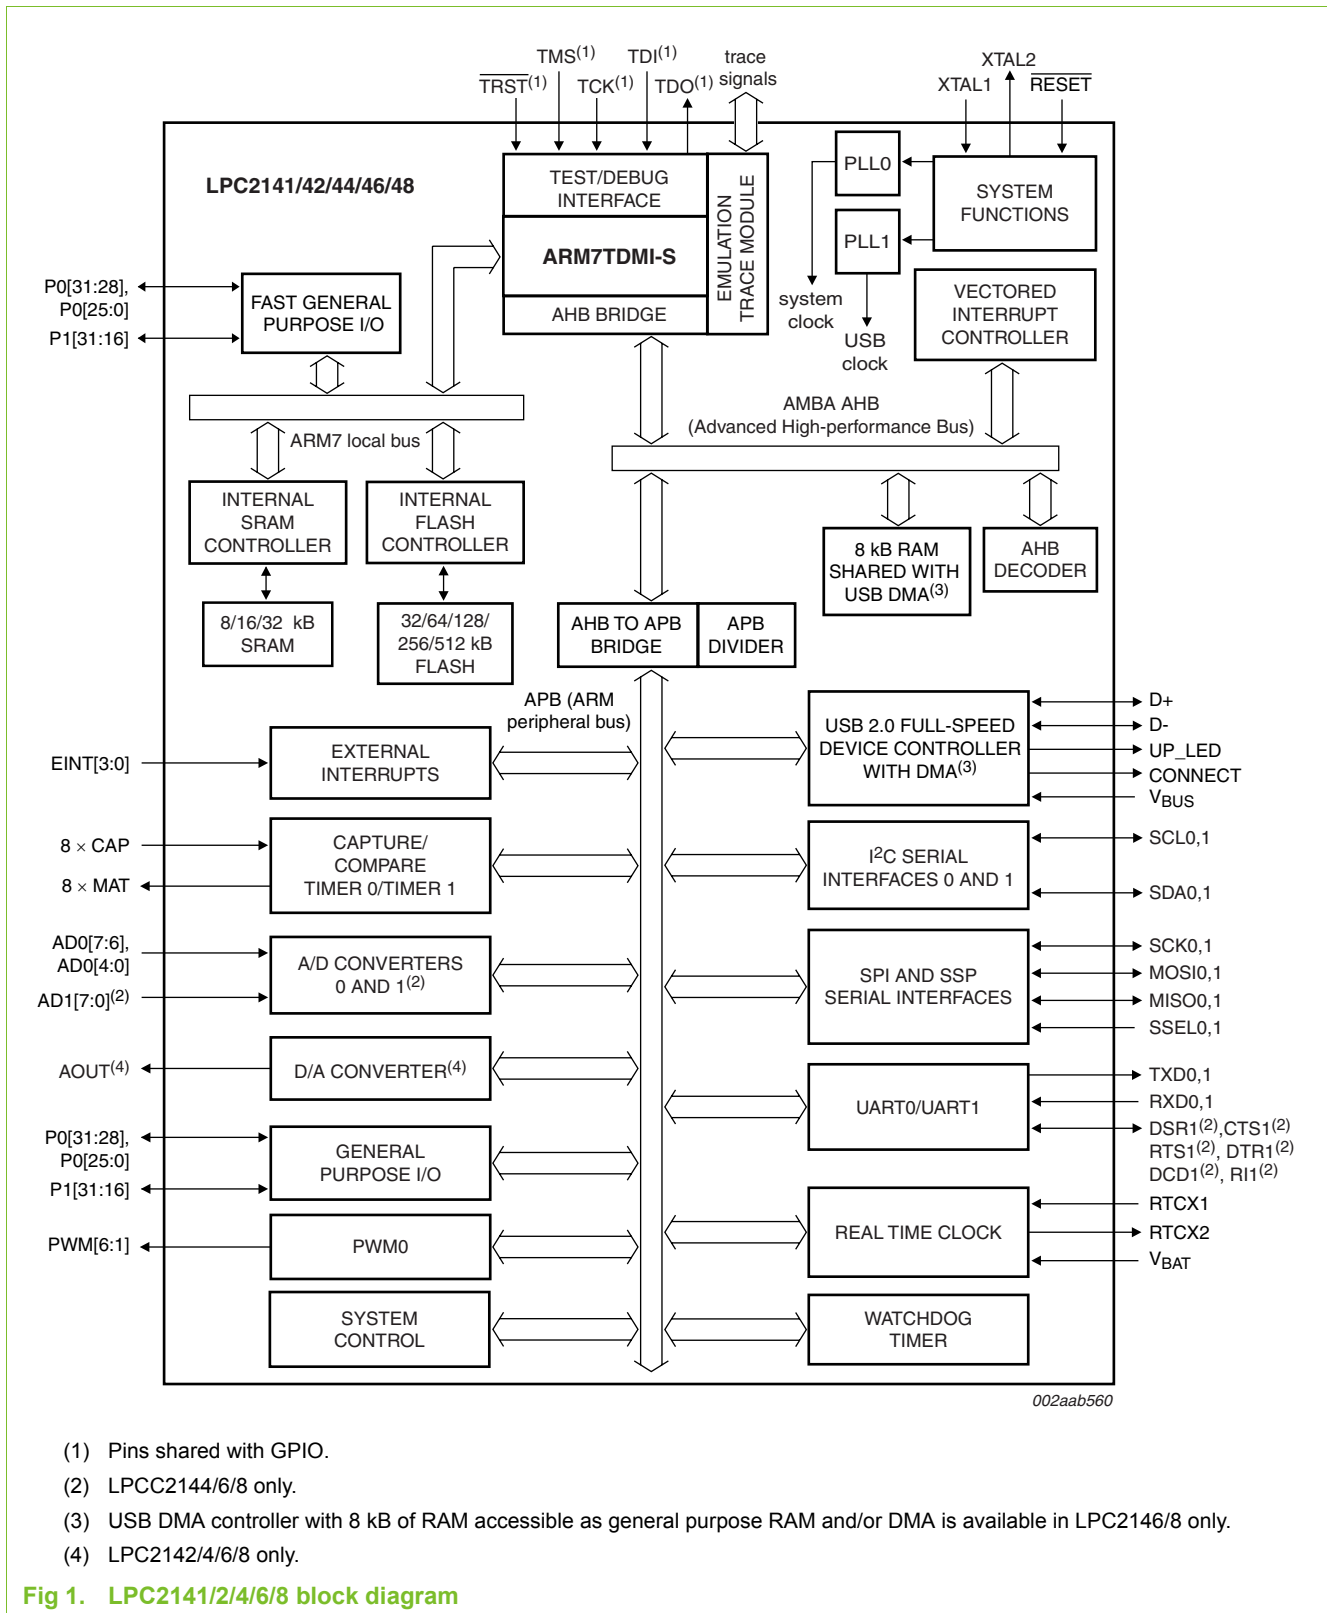 TMS(1)
TDI(1)
trace
signals
TRST(1)
TCK(1)
TDO(1)
XTAL2
XTAL1
RESET
LPC2141/42/44/46/48
TEST/DEBUG
INTERFACE
ARM7TDMI-S
AHB BRIDGE
EMULATION
TRACE MODULE
PLL0
PLL1
SYSTEM
FUNCTIONS
system
clock
USB
clock
VECTORED
INTERRUPT
CONTROLLER
P0[31:28],
P0[25:0]
P1[31:16]
FAST GENERAL
PURPOSE I/O
ARM7 local bus
AMBA AHB
(Advanced High-performance Bus)
INTERNAL
SRAM
CONTROLLER
INTERNAL
FLASH
CONTROLLER
8 kB RAM
SHARED WITH
USB DMA(3)
AHB
DECODER
8/16/32 kB
SRAM
32/64/128/
256/512 kB
FLASH
AHB TO APB
BRIDGE
APB
DIVIDER
APB (ARM
peripheral bus)
EINT[3:0]
EXTERNAL
INTERRUPTS
USB 2.0 FULL-SPEED
DEVICE CONTROLLER
WITH DMA(3)
D+
D-
UP_LED
CONNECT
VBUS
8 × CAP
8 × MAT
CAPTURE/
COMPARE
TIMER 0/TIMER 1
I2C SERIAL
INTERFACES 0 AND 1
SCL0,1
SDA0,1
AD0[7:6],
AD0[4:0]
AD1[7:0](2)
A/D CONVERTERS
0 AND 1(2)
SPI AND SSP
SERIAL INTERFACES
SCK0,1
MOSI0,1
MISO0,1
SSEL0,1
AOUT(4)
D/A CONVERTER(4)
UART0/UART1
TXD0,1
RXD0,1
DSR1(2),CTS1(2)
RTS1(2), DTR1(2)
DCD1(2), RI1(2)
P0[31:28],
P0[25:0]
P1[31:16]
GENERAL
PURPOSE I/O
REAL TIME CLOCK
RTCX1
RTCX2
VBAT
PWM[6:1]
PWM0
SYSTEM
CONTROL
WATCHDOG
TIMER
002aab560
(1) Pins shared with GPIO.
(2) LPCC2144/6/8 only.
(3) USB DMA controller with 8 kB of RAM accessible as general purpose RAM and/or DMA is available in LPC2146/8 only.
(4) LPC2142/4/6/8 only.
Fig 1. LPC2141/2/4/6/8 block diagram